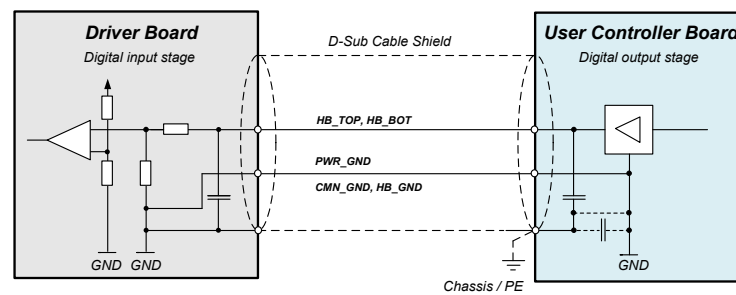 Driver Board
Digital input stage
D-Sub Cable Shield
User Controller Board
Digital output stage
HB_TOP, HB_BOT
PWR_GND
CMN_GND, HB_GND
GND
GND
GND
Chassis / PE